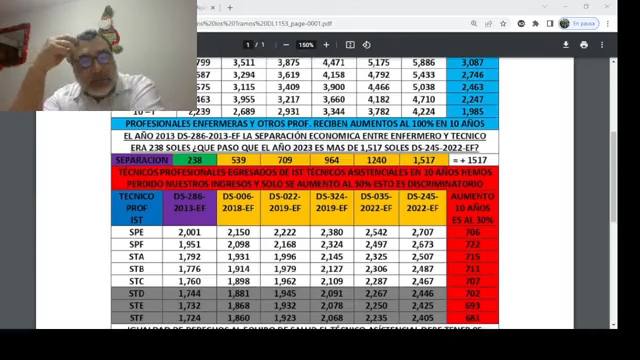 s%20los%20Tramos%20DL1153_page-0001.pdf
En pausa
1 / 1 150%
799 3,511 3,875 4,471 5,175 5,886 3,087
587 3,294 3,619 4,158 4,792 5,433 2,746
575 3,115 3,409 3,900 4,466 5,038 2,463
2,463 2,955 3,217 3,660 4,182 4,710 2,247
2,239 2,689 2,931 3,344 3,782 4,224 1,985
PROFESIONALES ENFERMERAS Y OTROS PROF. RECIBEN AUMENTOS AL 100% EN 10 AÑOS
EL AÑO 2013 DS-286-2013-EF LA SEPARACIÓN ECONOMICA ENTRE ENFERMERO Y TECNICO
ERA 238 SOLES ¿QUE PASO QUE EL AÑO 2023 ES MAS DE 1,517 SOLES DS-245-2022-EF?
SEPARACION 238 539 709 964 1240 1,517 = + 1517
TÉCNICOS PROFESIONALES EGRESADOS DE IST TÉCNICOS ASISTENCIALES EN 10 AÑOS HEMOS
PERDIDO NUESTROS INGRESOS Y SOLO SE AUMENTO AL 30% ESTO ES DISCRIMINATORIO
TÉCNICO PROF IST DS-286-2013-EF DS-006-2018-EF DS-022-2019-EF DS-324-2019-EF DS-035-2022-EF DS-245-2022-EF AUMENTO 10 AÑOS ES AL 30%
SPE 2,001 2,150 2,222 2,380 2,542 2,707 706
SPF 1,951 2,098 2,168 2,324 2,497 2,673 722
STA 1,792 1,931 1,996 2,145 2,325 2,507 715
STB 1,776 1,914 1,979 2,127 2,306 2,487 711
STC 1,760 1,898 1,962 2,109 2,287 2,467 707
STD 1,744 1,881 1,945 2,091 2,267 2,446 702
STE 1,732 1,868 1,932 2,078 2,250 2,425 693
STF 1,724 1,860 1,923 2,068 2,235 2,405 681